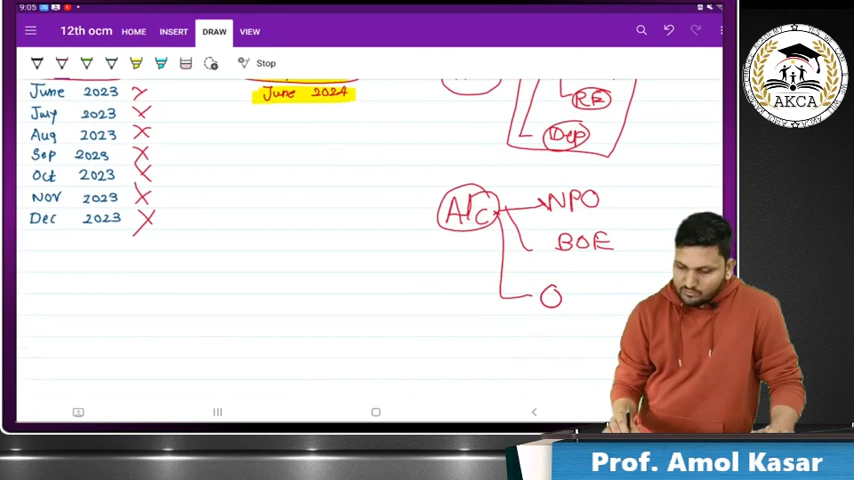 9:05
12th ocm HOME INSERT DRAW VIEW
Stop
June 2023 x
July 2023 x
Aug 2023 x
Sep 2023 x
Oct 2023 x
Nov 2023 x
Dec 2023 x
June 2024
RE
Dep
A/c
NPO
BOE
O
AKCA
Prof. Amol Kasar